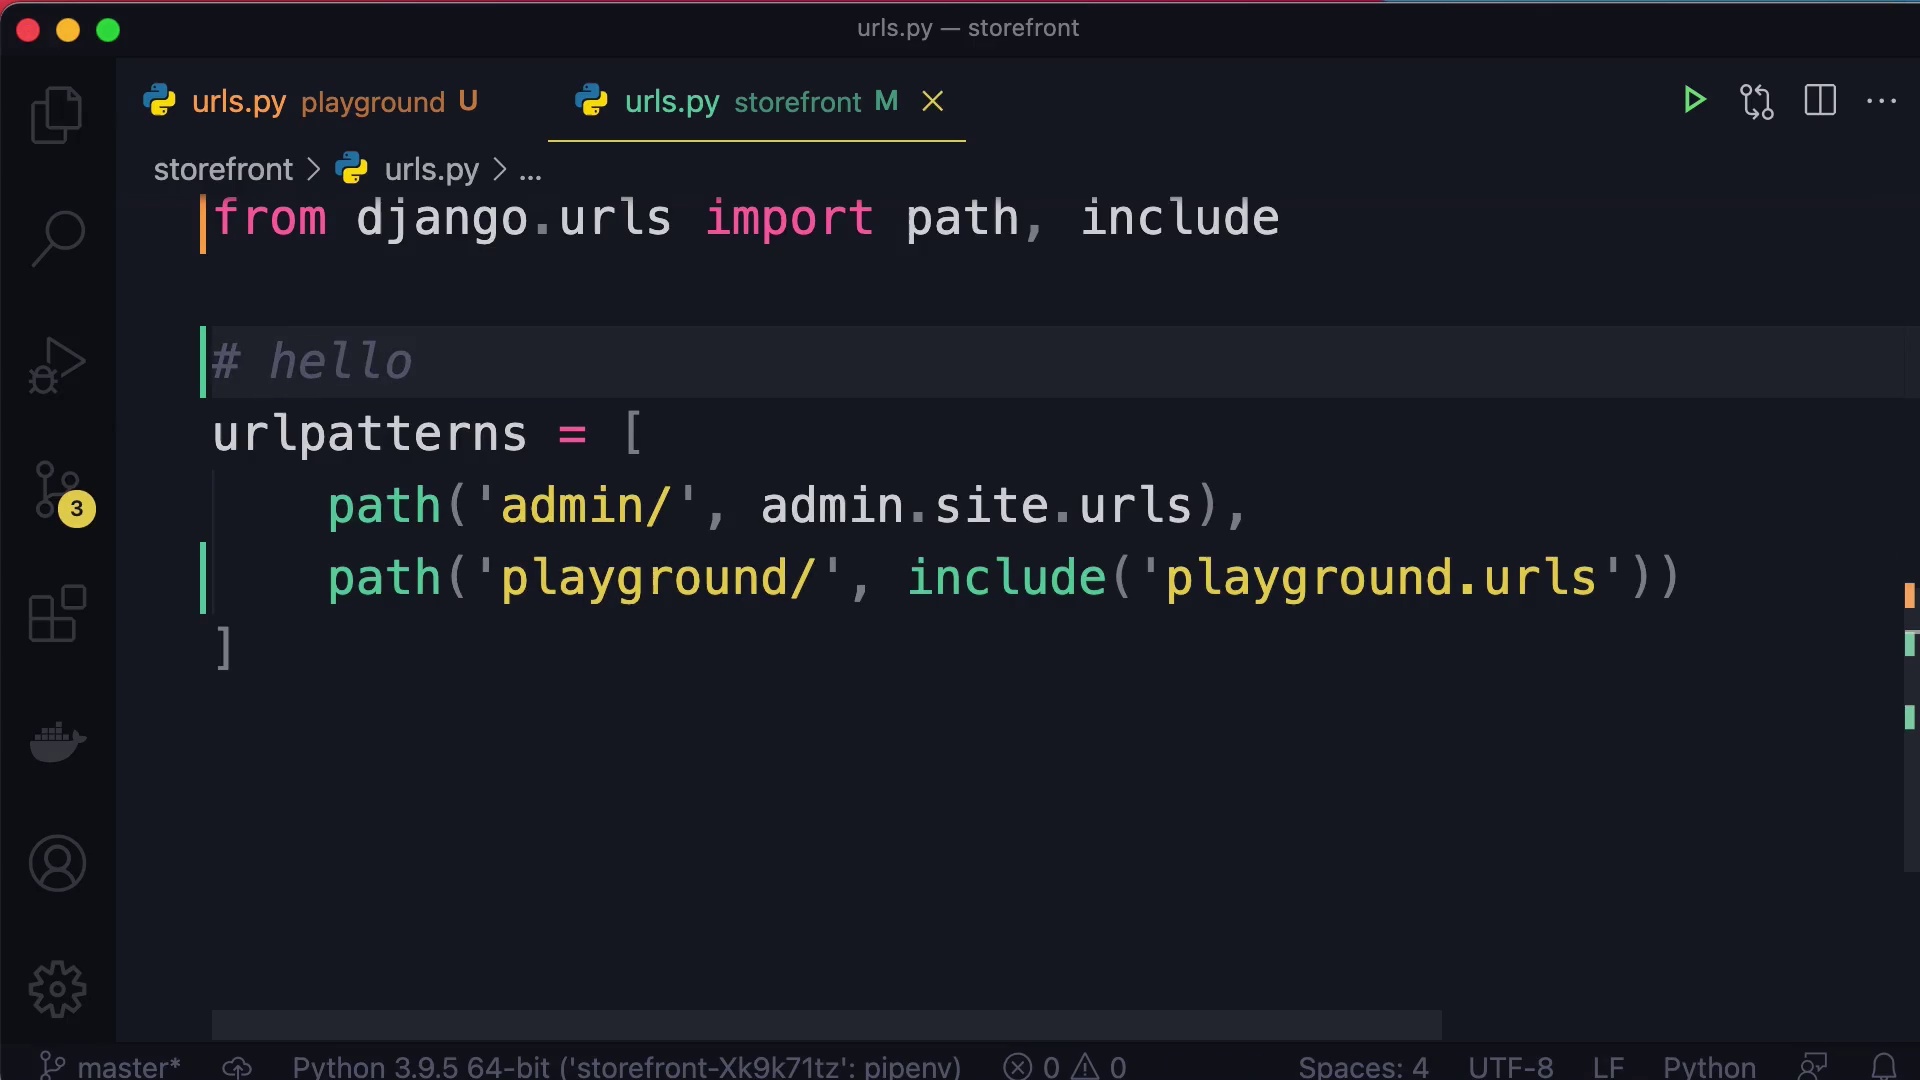 urls.py — storefront
urls.py playground U
urls.py storefront M
storefront > urls.py > ...
from django.urls import path, include
# hello
urlpatterns = [
    path('admin/', admin.site.urls),
    path('playground/', include('playground.urls'))
]
3
master*
Python 3.9.5 64-bit ('storefront-Xk9k71tz': pipenv)
0
0
Spaces: 4
UTF-8
LF
Python